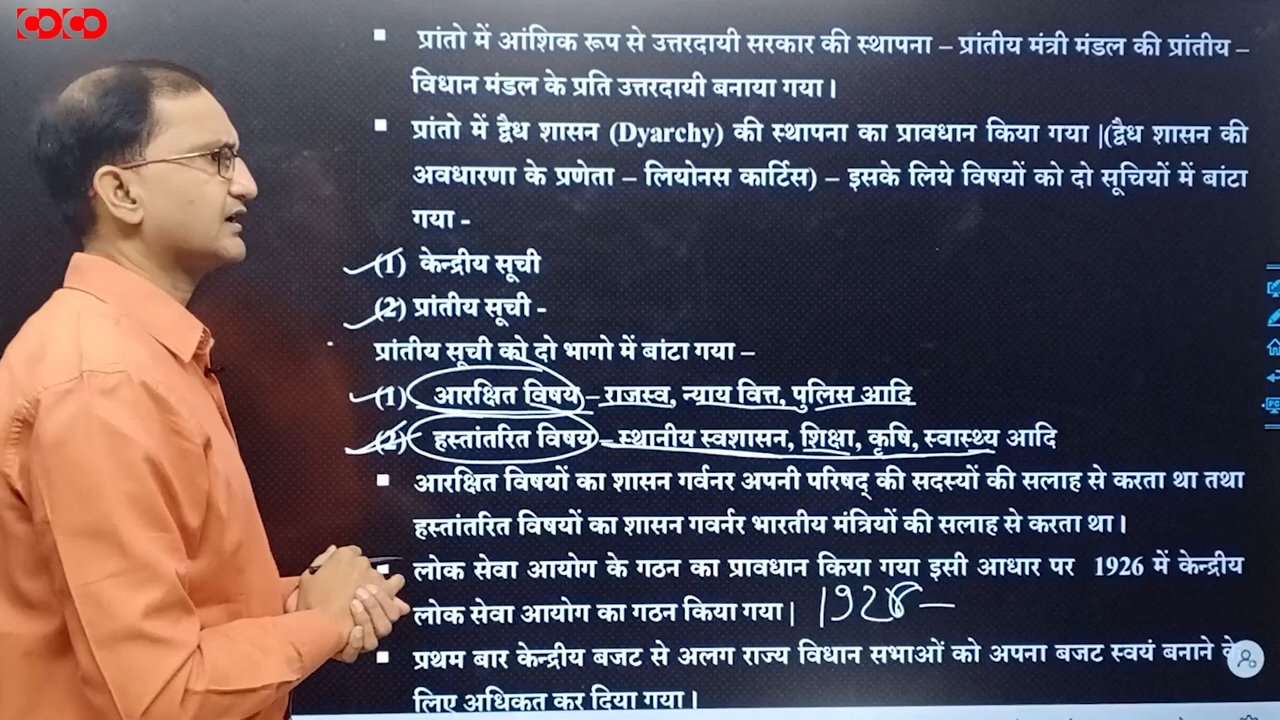 COCO
प्रांतो में आंशिक रूप से उत्तरदायी सरकार की स्थापना – प्रांतीय मंत्री मंडल की प्रांतीय –
विधान मंडल के प्रति उत्तरदायी बनाया गया।
प्रांतो में द्वैध शासन (Dyarchy) की स्थापना का प्रावधान किया गया |(द्वैध शासन की
अवधारणा के प्रणेता – लियोनस कार्टिस) – इसके लिये विषयों को दो सूचियों में बांटा
गया -
(1) केन्द्रीय सूची
(2) प्रांतीय सूची -
प्रांतीय सूची को दो भागो में बांटा गया –
(1) आरक्षित विषय – राजस्व, न्याय वित्त, पुलिस आदि
(2) हस्तांतरित विषय – स्थानीय स्वशासन, शिक्षा, कृषि, स्वास्थ्य आदि
आरक्षित विषयों का शासन गर्वनर अपनी परिषद् की सदस्यों की सलाह से करता था तथा
हस्तांतरित विषयों का शासन गवर्नर भारतीय मंत्रियों की सलाह से करता था।
लोक सेवा आयोग के गठन का प्रावधान किया गया इसी आधार पर 1926 में केन्द्रीय
लोक सेवा आयोग का गठन किया गया|
प्रथम बार केन्द्रीय बजट से अलग राज्य विधान सभाओं को अपना बजट स्वयं बनाने के
लिए अधिकत कर दिया गया।